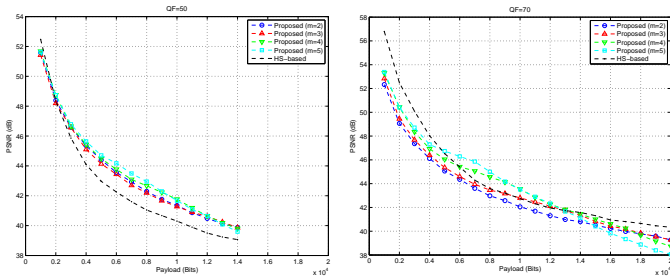 QF=50
54
52
50
48
46
44
42
40
38
PSNR (dB)
0
0.2
0.4
0.6
0.8
1
1.2
1.4
1.6
1.8
2
x 10⁴
Payload (Bits)
Proposed (m=2)
Proposed (m=3)
Proposed (m=4)
Proposed (m=5)
HS-based
QF=70
58
56
54
52
50
48
46
44
42
40
38
PSNR (dB)
0
0.2
0.4
0.6
0.8
1
1.2
1.4
1.6
1.8
2
x 10⁴
Payload (Bits)
Proposed (m=2)
Proposed (m=3)
Proposed (m=4)
Proposed (m=5)
HS-based